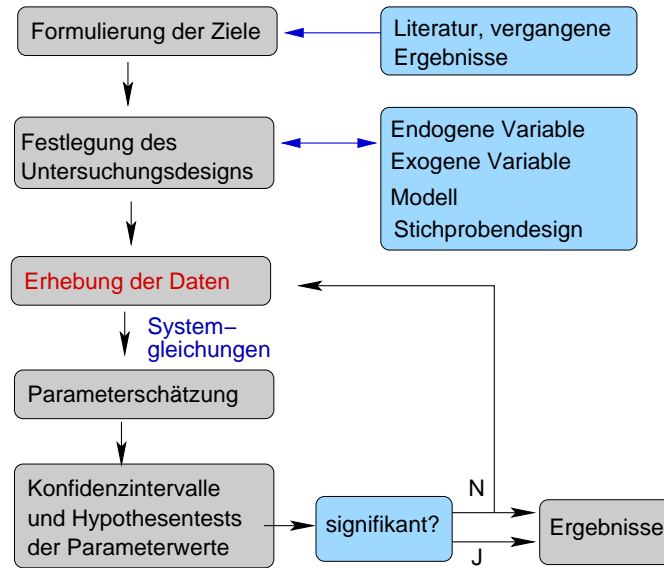 Formulierung der Ziele
Literatur, vergangene
Ergebnisse
Festlegung des
Untersuchungsdesigns
Endogene Variable
Exogene Variable
Modell
Stichprobendesign
Erhebung der Daten
System−
gleichungen
Parameterschätzung
Konfidenzintervalle
und Hypothesentests
der Parameterwerte
signifikant?
N
J
Ergebnisse